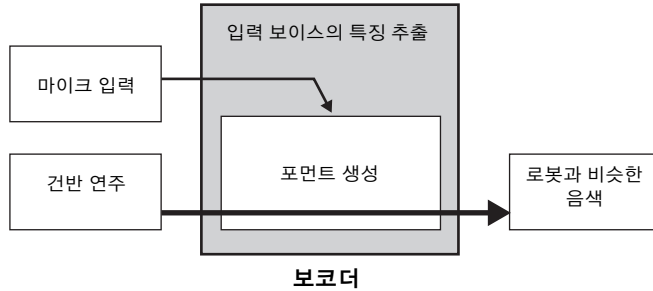 입력 보이스의 특징 추출
마이크 입력
포먼트 생성
건반 연주
로봇과 비슷한
음색
보코더